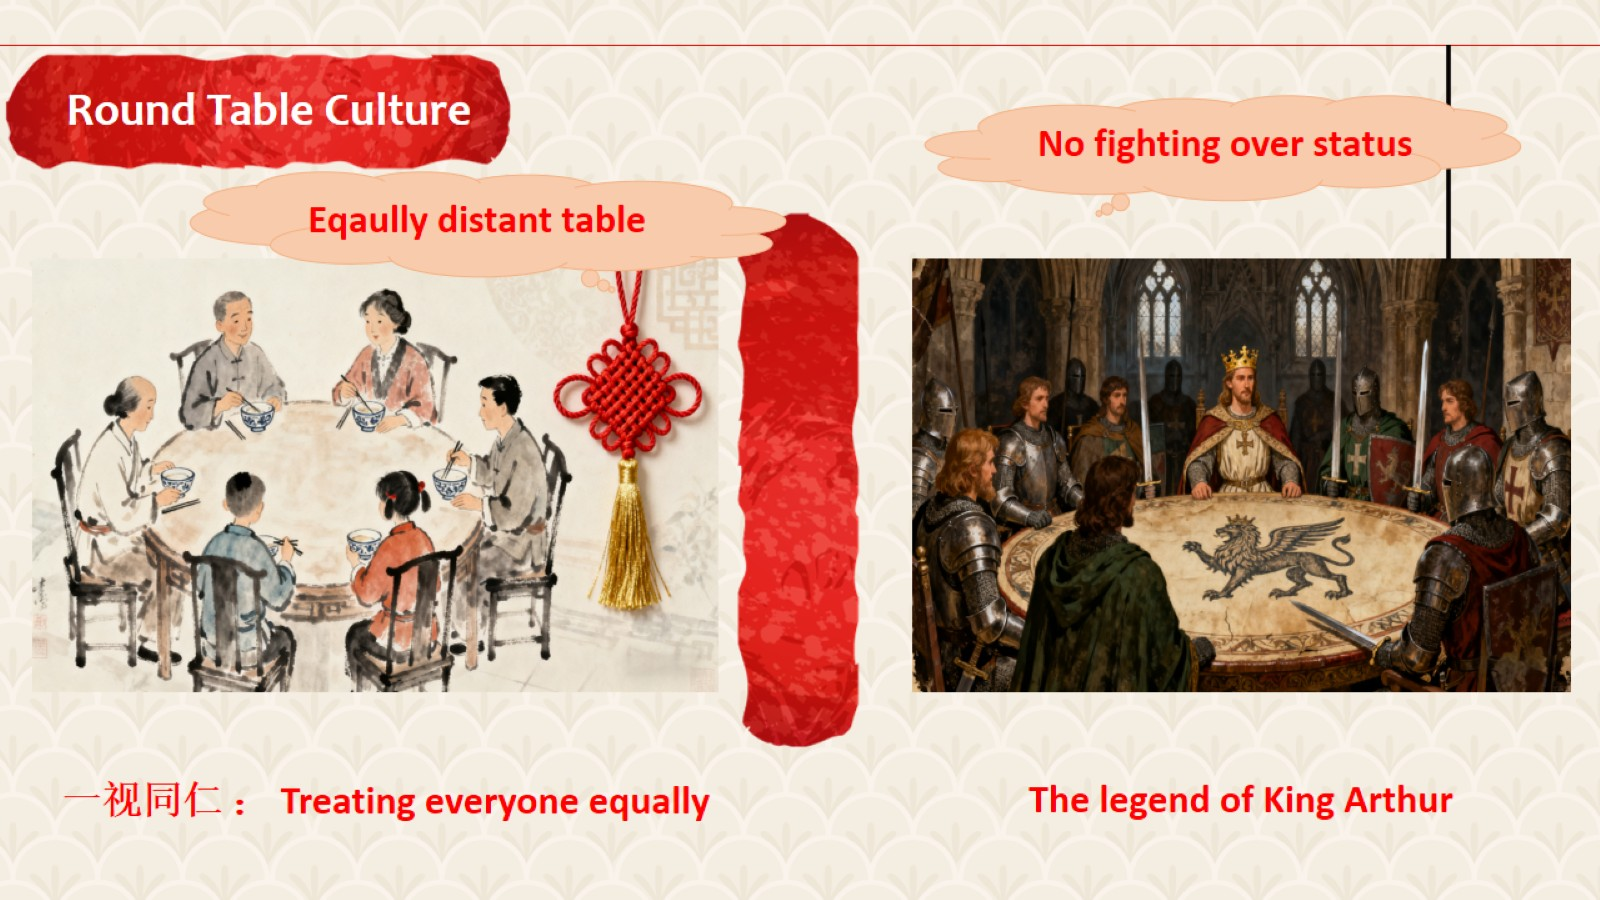 Round Table Culture
No fighting over status
Eqaully distant table
一视同仁： Treating everyone equally
The legend of King Arthur